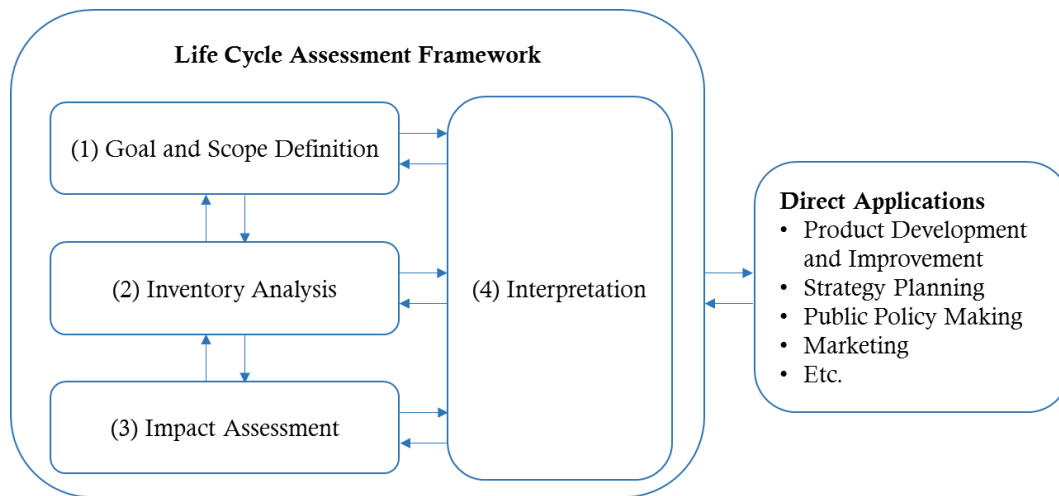 Life Cycle Assessment Framework
(1) Goal and Scope Definition
(2) Inventory Analysis
(3) Impact Assessment
(4) Interpretation
Direct Applications
• Product Development
and Improvement
• Strategy Planning
• Public Policy Making
• Marketing
• Etc.